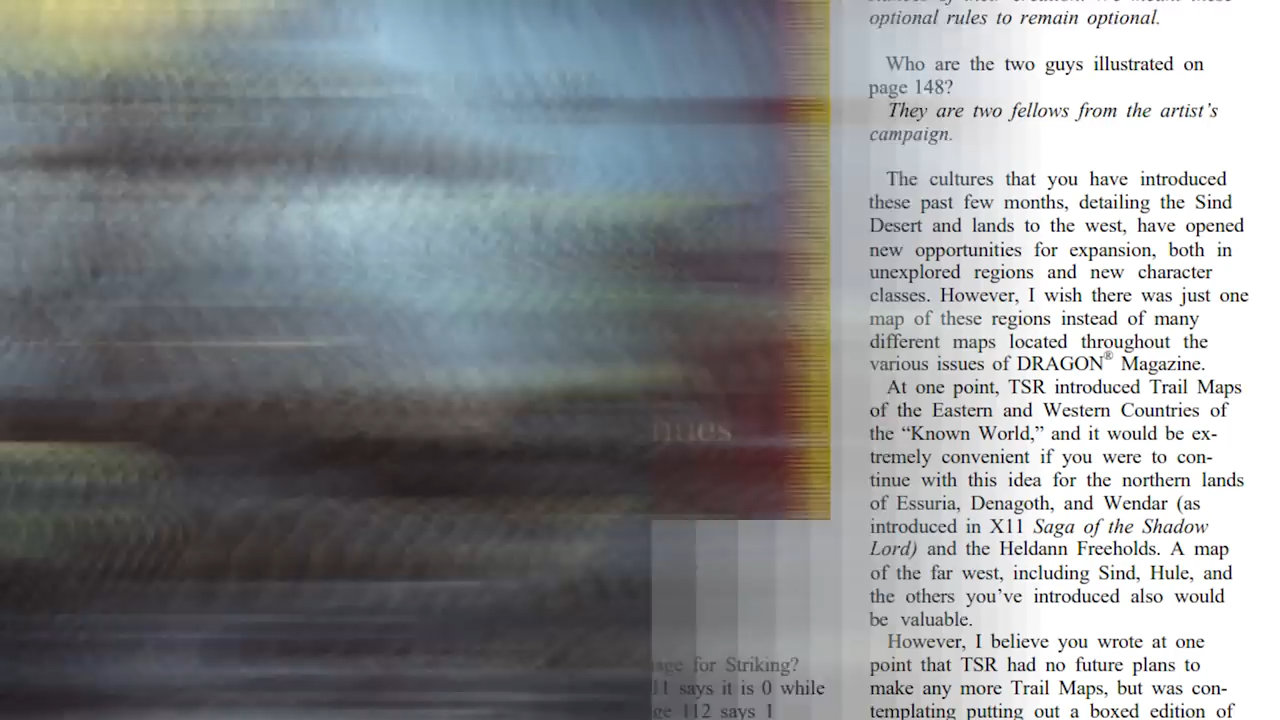 nues
age for Striking?
11 says it is 0 while
ge 112 says 1
optional rules to remain optional.
Who are the two guys illustrated on
page 148?
They are two fellows from the artist's
campaign.
The cultures that you have introduced
these past few months, detailing the Sind
Desert and lands to the west, have opened
new opportunities for expansion, both in
unexplored regions and new character
classes. However, I wish there was just one
map of these regions instead of many
different maps located throughout the
various issues of DRAGON® Magazine.
At one point, TSR introduced Trail Maps
of the Eastern and Western Countries of
the “Known World,” and it would be ex-
tremely convenient if you were to con-
tinue with this idea for the northern lands
of Essuria, Denagoth, and Wendar (as
introduced in X11 Saga of the Shadow
Lord) and the Heldann Freeholds. A map
of the far west, including Sind, Hule, and
the others you've introduced also would
be valuable.
However, I believe you wrote at one
point that TSR had no future plans to
make any more Trail Maps, but was con-
templating putting out a boxed edition of